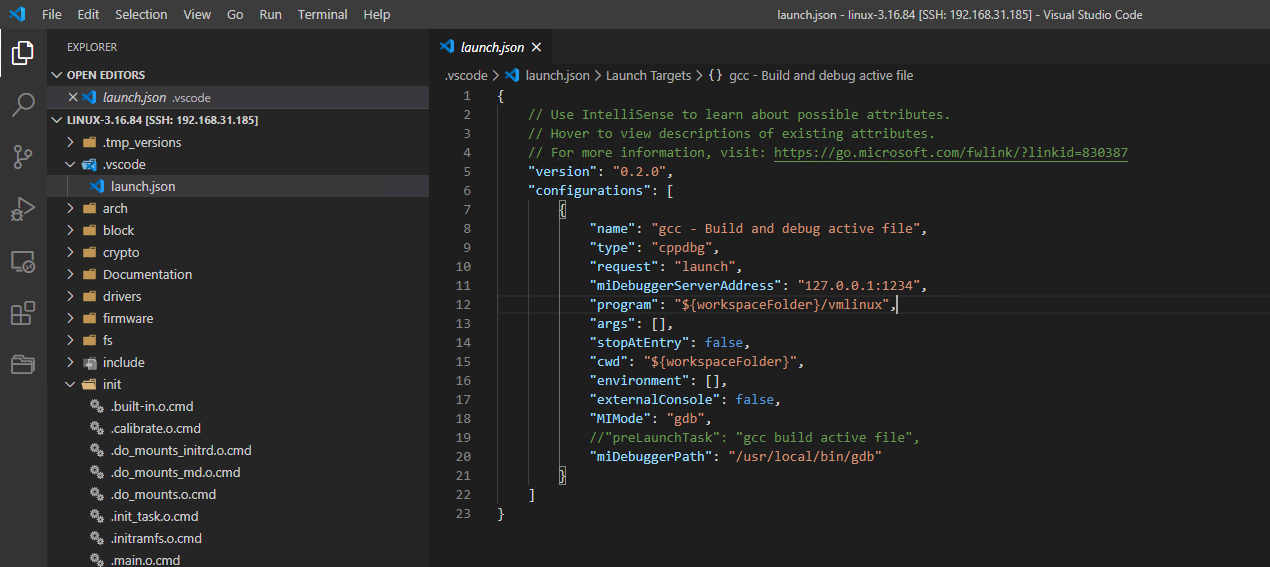 File Edit Selection View Go Run Terminal Help launch.json - linux-3.16.84 [SSH: 192.168.31.185] - Visual Studio Code
EXPLORER
OPEN EDITORS
launch.json .vscode
LINUX-3.16.84 [SSH: 192.168.31.185]
.tmp_versions
.vscode
launch.json
arch
block
crypto
Documentation
drivers
firmware
fs
include
init
.built-in.o.cmd
.calibrate.o.cmd
.do_mounts_initrd.o.cmd
.do_mounts_md.o.cmd
.do_mounts.o.cmd
.init_task.o.cmd
.initramfs.o.cmd
.main.o.cmd
launch.json
.vscode > launch.json > Launch Targets > {} gcc - Build and debug active file
1 {
2 // Use IntelliSense to learn about possible attributes.
3 // Hover to view descriptions of existing attributes.
4 // For more information, visit: https://go.microsoft.com/fwlink/?linkid=830387
5 "version": "0.2.0",
6 "configurations": [
7 {
8 "name": "gcc - Build and debug active file",
9 "type": "cppdbg",
10 "request": "launch",
11 "miDebuggerServerAddress": "127.0.0.1:1234",
12 "program": "${workspaceFolder}/vmlinux",
13 "args": [],
14 "stopAtEntry": false,
15 "cwd": "${workspaceFolder}",
16 "environment": [],
17 "externalConsole": false,
18 "MIMode": "gdb",
19 //"preLaunchTask": "gcc build active file",
20 "miDebuggerPath": "/usr/local/bin/gdb"
21 }
22 ]
23 }